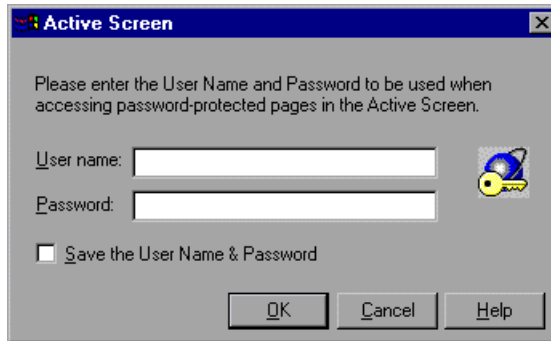 Active Screen
Please enter the User Name and Password to be used when
accessing password-protected pages in the Active Screen.
User name:
Password:
Save the User Name & Password
OK Cancel Help